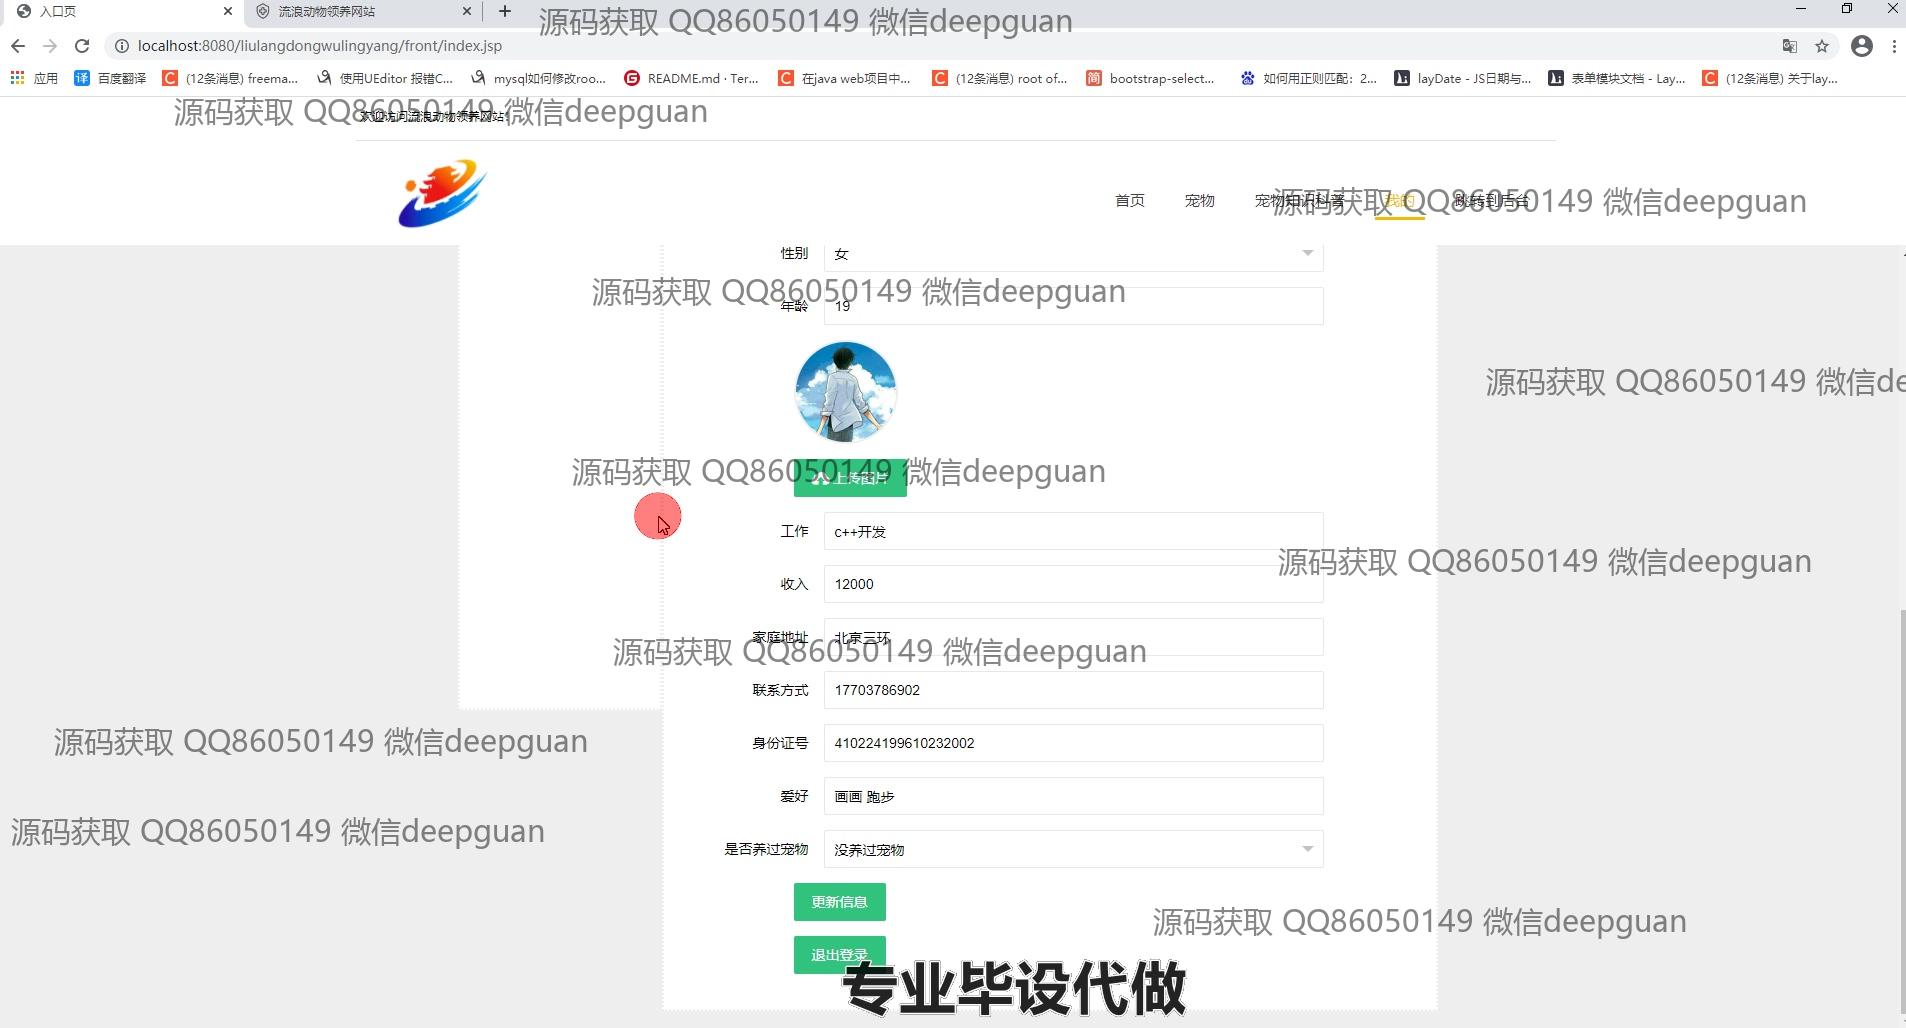 入口页
流浪动物领养网站
源码获取 QQ86050149 微信deepguan
localhost:8080/liulangdongwulingyang/front/index.jsp
应用
百度翻译
(12条消息) freema...
使用UEditor 报错C...
mysql如何修改roo...
README.md · Ter...
在java web项目中...
(12条消息) root of...
bootstrap-select...
如何用正则匹配：2...
layDate - JS日期与...
表单模块文档 - Lay...
(12条消息) 关于lay...
源码获取 QQ86050149 微信deepguan
欢迎访问流浪动物领养网站！
首页
宠物
宠物知识科普
我的
跳转到后台
源码获取 QQ86050149 微信deepguan
性别 女
源码获取 QQ86050149 微信deepguan
年龄 19
源码获取 QQ86050149 微信de
源码获取 QQ86050149 微信deepguan
上传图片
工作 c++开发
源码获取 QQ86050149 微信deepguan
收入 12000
家庭地址 北京三环
源码获取 QQ86050149 微信deepguan
联系方式 17703786902
源码获取 QQ86050149 微信deepguan
身份证号 410224199610232002
爱好 画画 跑步
源码获取 QQ86050149 微信deepguan
是否养过宠物 没养过宠物
更新信息
源码获取 QQ86050149 微信deepguan
退出登录
专业毕设代做